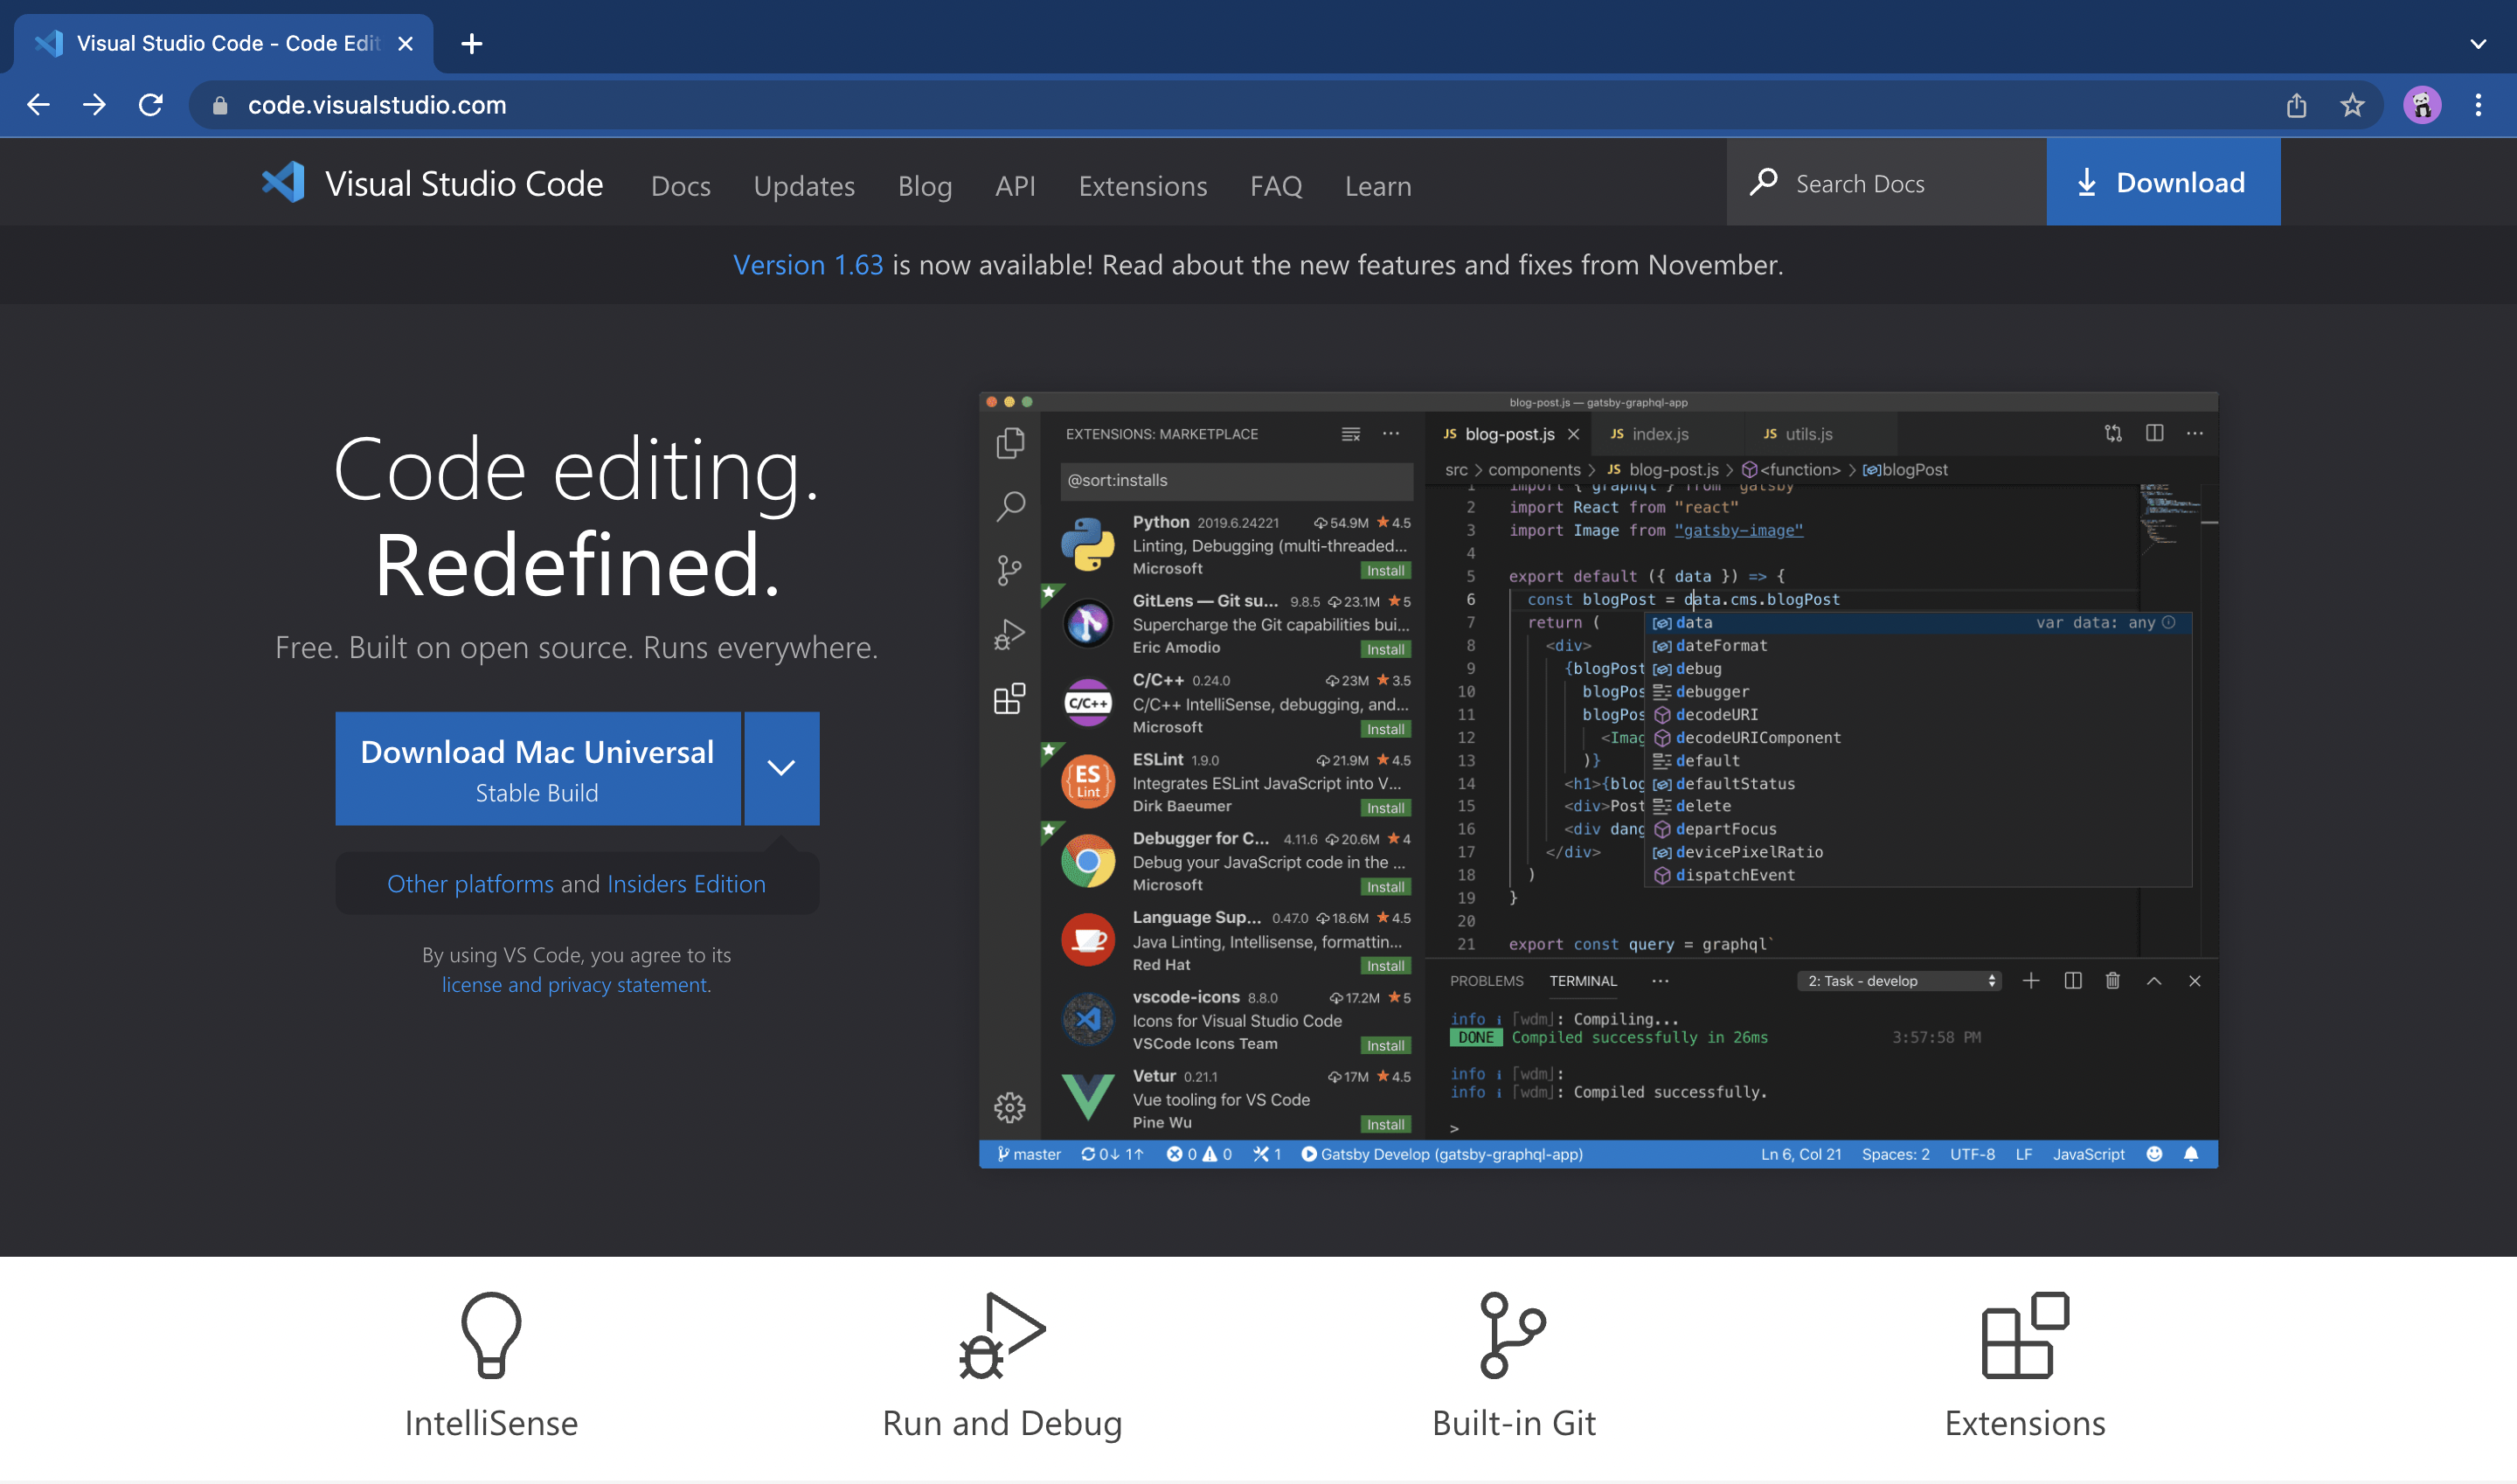 Visual Studio Code - Code Edit
code.visualstudio.com
Visual Studio Code
Docs
Updates
Blog
API
Extensions
FAQ
Learn
Search Docs
Download
Version 1.63 is now available! Read about the new features and fixes from November.
Code editing.
Redefined.
Free. Built on open source. Runs everywhere.
Download Mac Universal
Stable Build
Other platforms and Insiders Edition
By using VS Code, you agree to its
license and privacy statement.
blog-post.js — gatsby-graphql-app
EXTENSIONS: MARKETPLACE
@sort:installs
Python 2019.6.24221 54.9M 4.5
Linting, Debugging (multi-threaded...
Microsoft Install
GitLens — Git su... 9.8.5 23.1M 5
Supercharge the Git capabilities bui...
Eric Amodio Install
C/C++
C/C++ 0.24.0 23M 3.5
C/C++ IntelliSense, debugging, and...
Microsoft Install
ES
Lint
ESLint 1.9.0 21.9M 4.5
Integrates ESLint JavaScript into V...
Dirk Baeumer Install
Debugger for C... 4.11.6 20.6M 4
Debug your JavaScript code in the ...
Microsoft Install
Language Sup... 0.47.0 18.6M 4.5
Java Linting, Intellisense, formattin...
Red Hat Install
vscode-icons 8.8.0 17.2M 5
Icons for Visual Studio Code
VSCode Icons Team Install
Vetur 0.21.1 17M 4.5
Vue tooling for VS Code
Pine Wu Install
JS blog-post.js
JS index.js
JS utils.js
src > components > JS blog-post.js > <function> > blogPost
1 import { graphql } from "gatsby"
2 import React from "react"
3 import Image from "gatsby-image"
4
5 export default ({ data }) => {
6 const blogPost = data.cms.blogPost
7 return (
8 <div>
9 {blogPost
10 blogPos
11 blogPos
12 <Imag
13 )}
14 <h1>{blog
15 <div>Post
16 <div dang
17 </div>
18 )
19 }
20
21 export const query = graphql`
data var data: any
dateFormat
debug
debugger
decodeURI
decodeURIComponent
default
defaultStatus
delete
departFocus
devicePixelRatio
dispatchEvent
PROBLEMS TERMINAL ... 2: Task - develop
info i ｢wdm｣: Compiling...
DONE Compiled successfully in 26ms 3:57:58 PM
info i ｢wdm｣:
info i ｢wdm｣: Compiled successfully.
>
master 0↓ 1↑ 0 0 1 Gatsby Develop (gatsby-graphql-app) Ln 6, Col 21 Spaces: 2 UTF-8 LF JavaScript
IntelliSense
Run and Debug
Built-in Git
Extensions